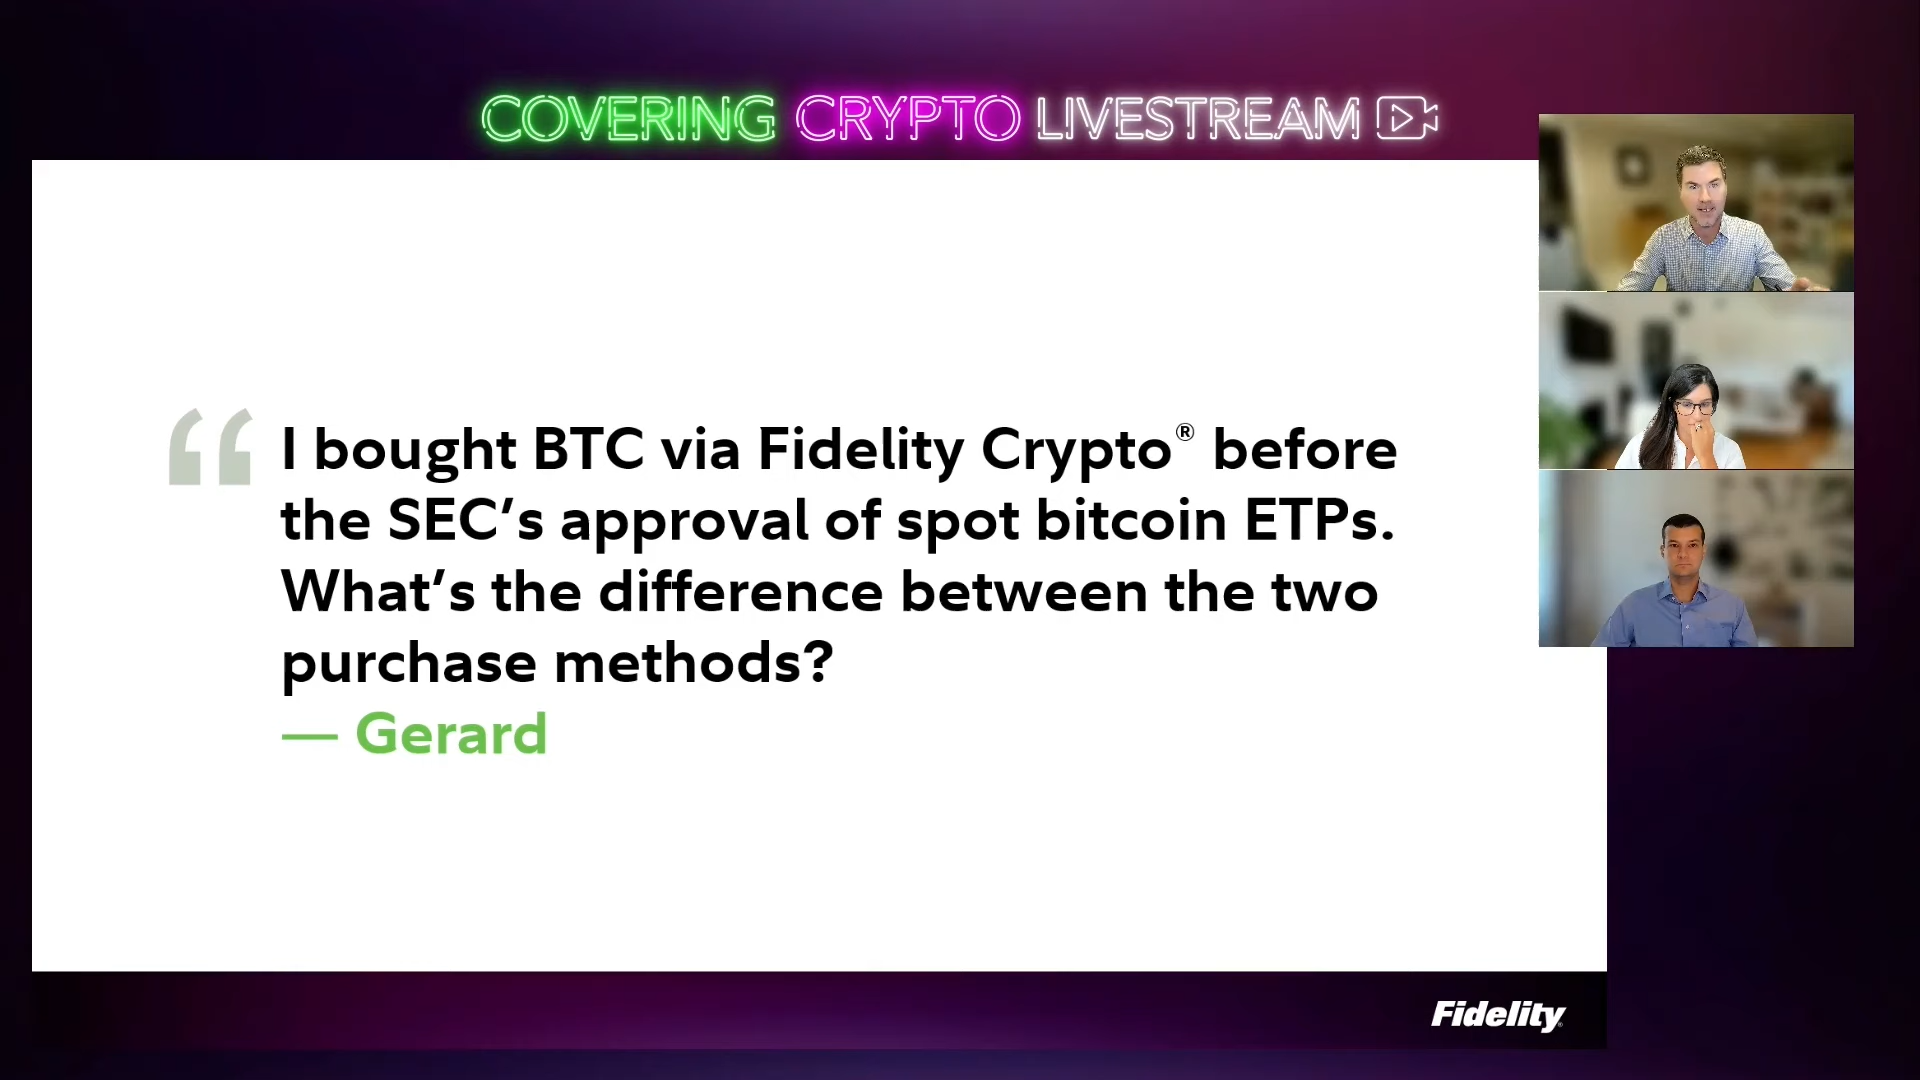 COVERING CRYPTO LIVESTREAM
“I bought BTC via Fidelity Crypto® before
the SEC’s approval of spot bitcoin ETPs.
What’s the difference between the two
purchase methods?
— Gerard
Fidelity